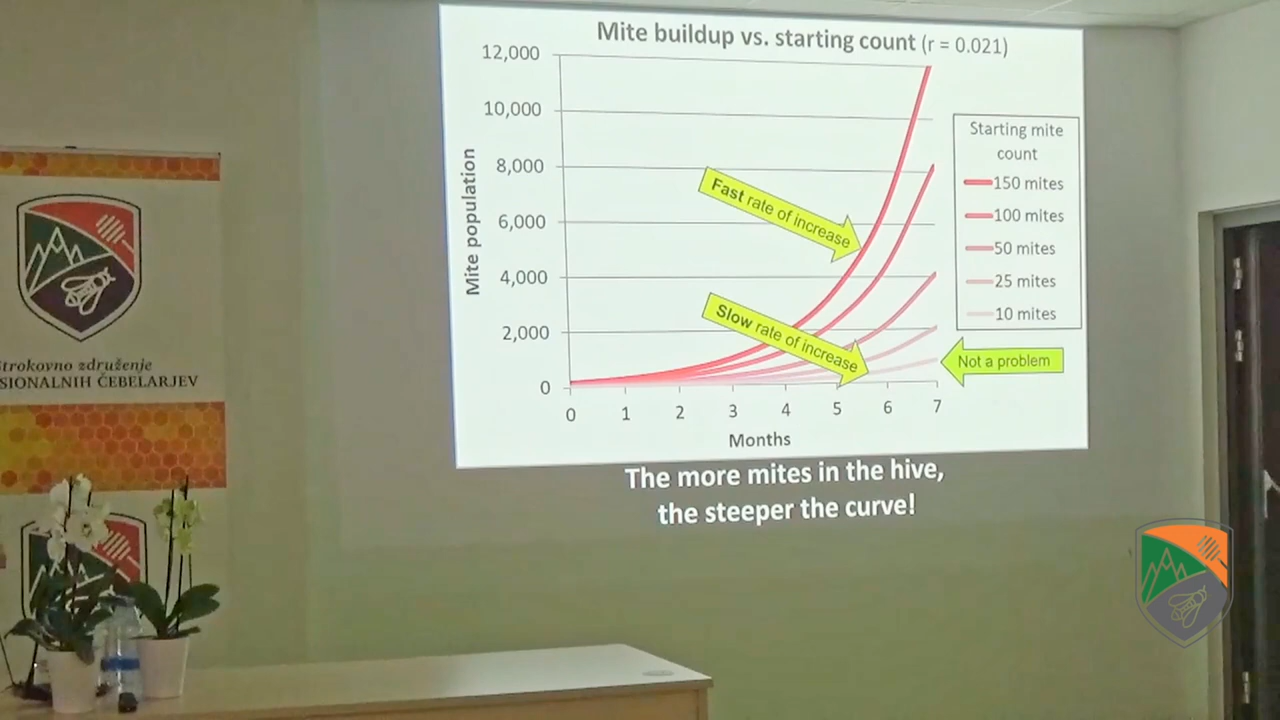 Mite buildup vs. starting count (r = 0.021)
12,000
10,000
8,000
6,000
4,000
2,000
0
Mite population
0 1 2 3 4 5 6 7
Months
Fast rate of increase
Slow rate of increase
Not a problem
Starting mite
count
150 mites
100 mites
50 mites
25 mites
10 mites
The more mites in the hive,
the steeper the curve!
trokovno združenje
SIONALNIH ČEBELARJEV